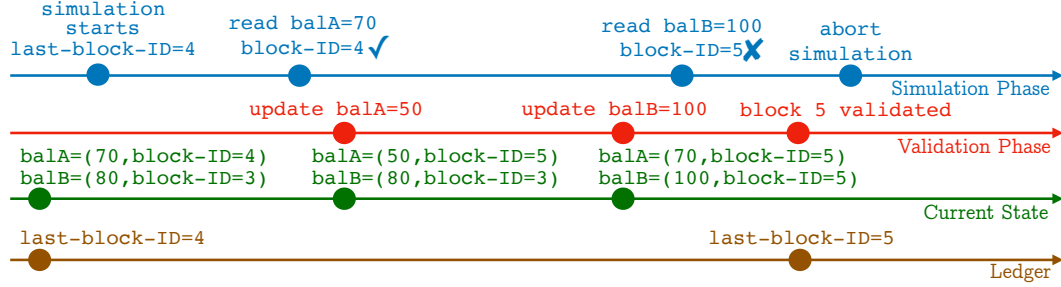 simulation
starts
last-block-ID=4
read balA=70
block-ID=4 ✓
read balB=100
block-ID=5 ✘
abort
simulation
Simulation Phase
update balA=50
update balB=100
block 5 validated
Validation Phase
balA=(70,block-ID=4)
balB=(80,block-ID=3)
balA=(50,block-ID=5)
balB=(80,block-ID=3)
balA=(70,block-ID=5)
balB=(100,block-ID=5)
Current State
last-block-ID=4
last-block-ID=5
Ledger